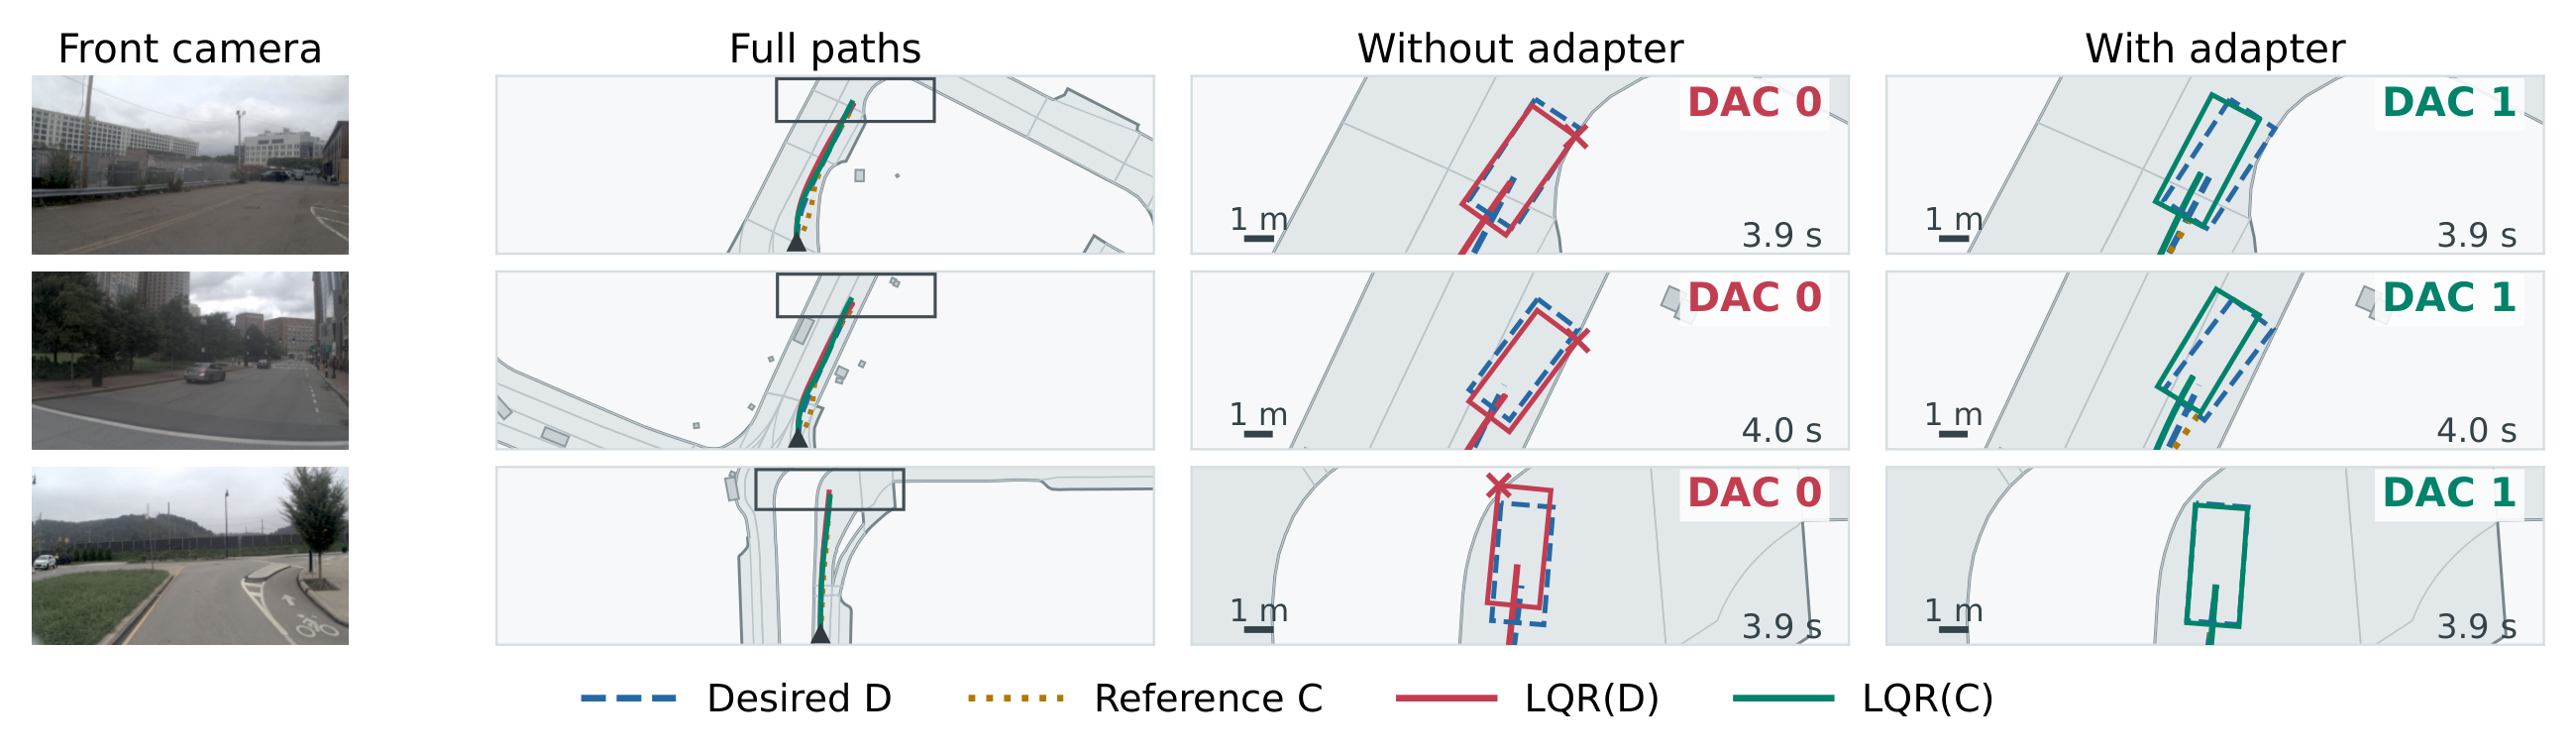 Front camera
Full paths
Without adapter
With adapter
DAC 0
1 m
3.9 s
DAC 1
1 m
3.9 s
DAC 0
1 m
4.0 s
DAC 1
1 m
4.0 s
DAC 0
1 m
3.9 s
DAC 1
1 m
3.9 s
Desired D
Reference C
LQR(D)
LQR(C)